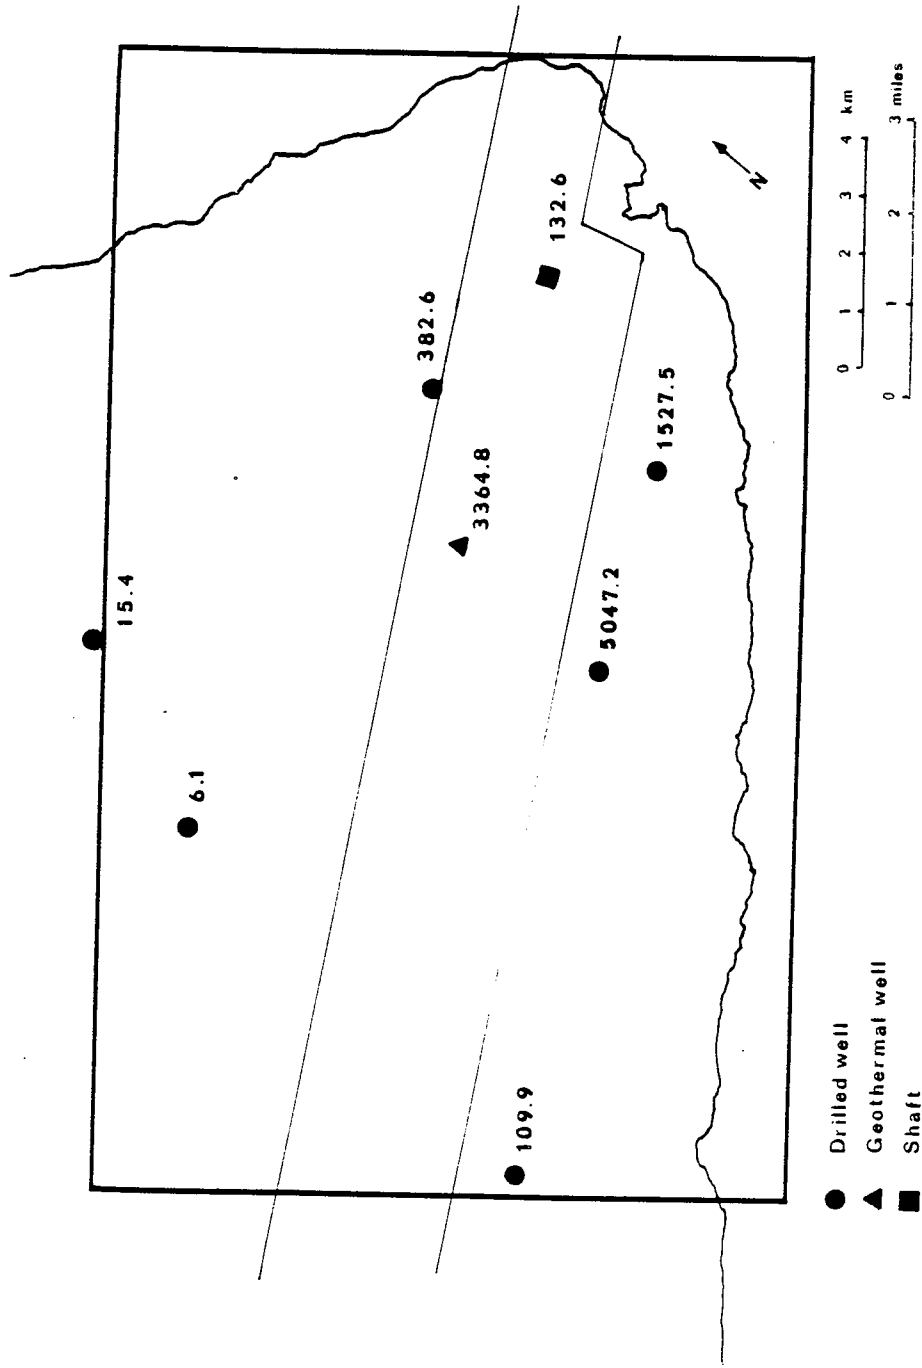 15.4
6.1
382.6
3364.8
132.6
1527.5
5047.2
109.9
N
0 1 2 3 4 km
0 1 2 3 miles
Drilled well
Geothermal well
Shaft